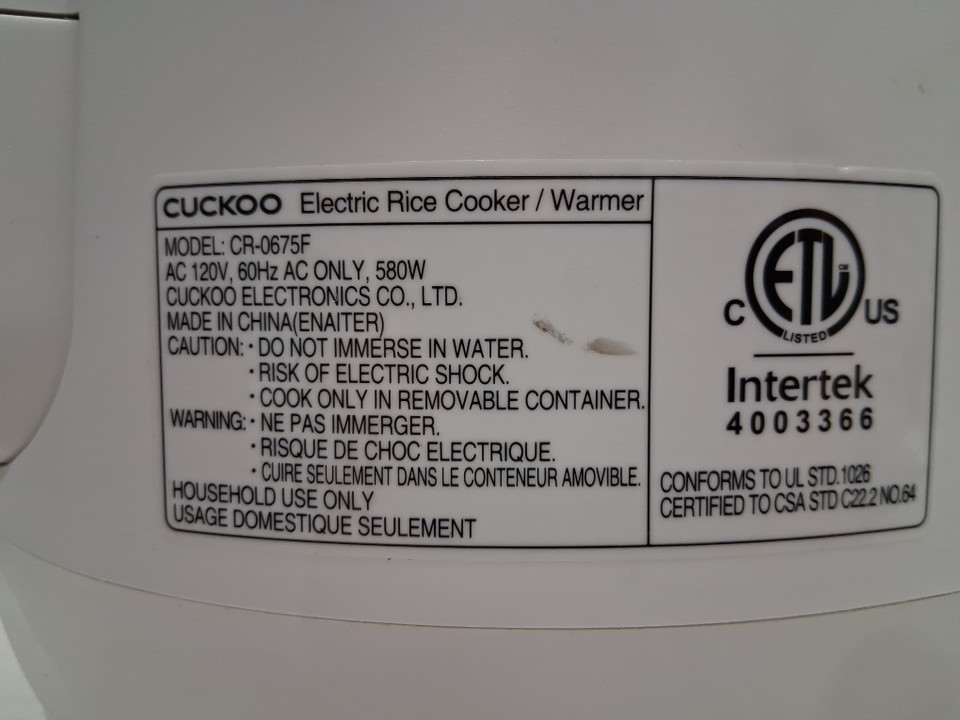 CUCKOO Electric Rice Cooker / Warmer
MODEL: CR-0675F
AC 120V, 60Hz AC ONLY, 580W
CUCKOO ELECTRONICS CO., LTD.
MADE IN CHINA(ENAITER)
CAUTION: · DO NOT IMMERSE IN WATER.
· RISK OF ELECTRIC SHOCK.
· COOK ONLY IN REMOVABLE CONTAINER.
WARNING: · NE PAS IMMERGER.
· RISQUE DE CHOC ELECTRIQUE.
· CUIRE SEULEMENT DANS LE CONTENEUR AMOVIBLE.
HOUSEHOLD USE ONLY
USAGE DOMESTIQUE SEULEMENT
ETL CM
C US
LISTED
Intertek
4003366
CONFORMS TO UL STD.1026
CERTIFIED TO CSA STD C22.2 NO.64